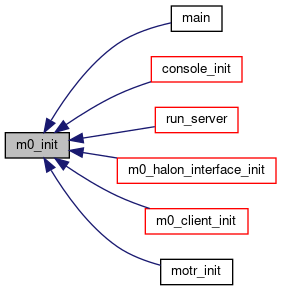 main
console_init
run_server
m0_init
m0_halon_interface_init
m0_client_init
motr_init